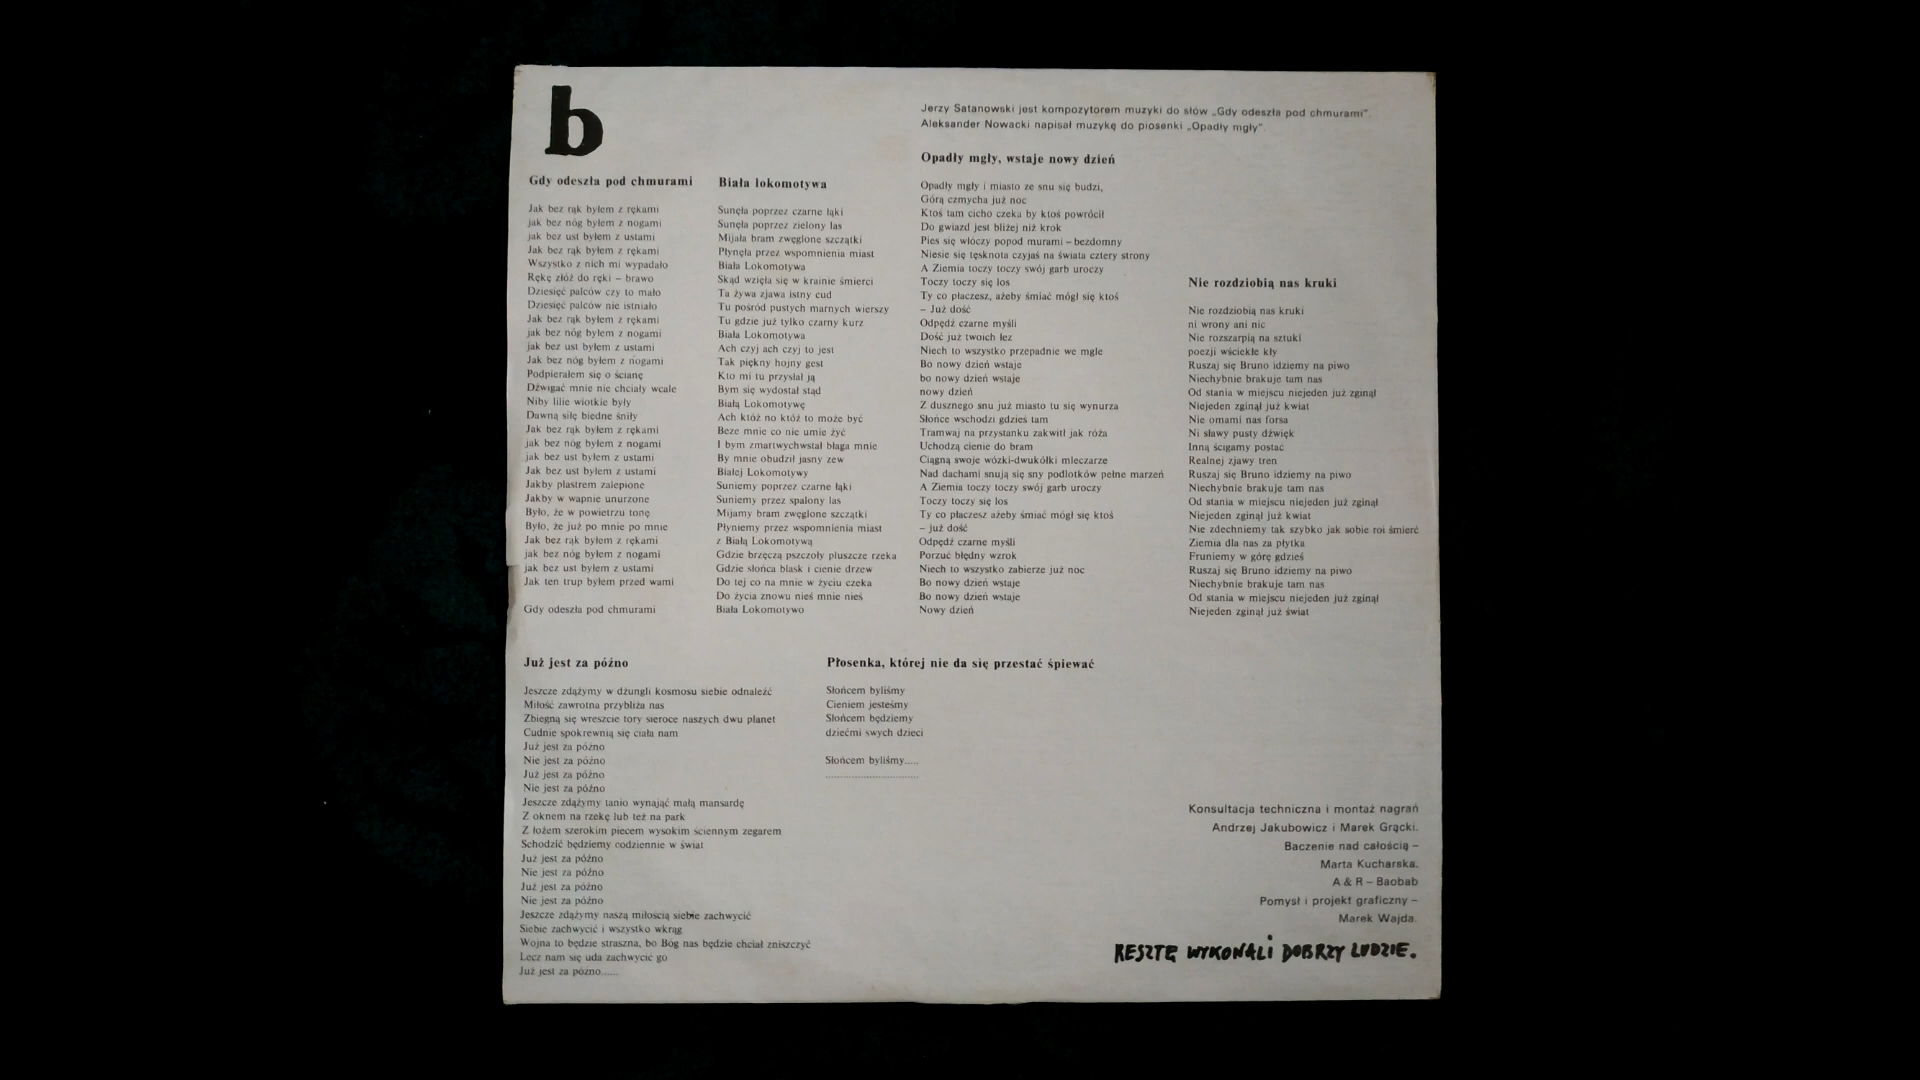 b
Jerzy Satanowski jest kompozytorem muzyki do słów „Gdy odeszła pod chmurami”.
Aleksander Nowacki napisał muzykę do piosenki „Opadły mgły”.
Gdy odeszła pod chmurami
Jak bez rąk byłem z rękami
jak bez nóg byłem z nogami
jak bez ust byłem z ustami
Jak bez rąk byłem z rękami
Wszystko z nich mi wypadało
Rękę złóż do ręki – brawo
Dziesięć palców czy to mało
Dziesięć palców nie istniało
Jak bez rąk byłem z rękami
jak bez nóg byłem z nogami
jak bez ust byłem z ustami
Jak bez nóg byłem z nogami
Podpierałem się o ścianę
Dźwigać mnie nie chciały wcale
Niby lilie wiotkie były
Dawną siłę biedne śniły
Jak bez rąk byłem z rękami
jak bez nóg byłem z nogami
jak bez ust byłem z ustami
Jak bez ust byłem z ustami
Jakby plastrem zalepione
Jakby w wapnie unurzone
Było, że w powietrzu tonę
Było, że już po mnie po mnie
Jak bez rąk byłem z rękami
jak bez nóg byłem z nogami
jak bez ust byłem z ustami
Jak ten trup byłem przed wami
Gdy odeszła pod chmurami
Biała lokomotywa
Sunęła poprzez czarne łąki
Sunęła poprzez zielony las
Mijała bram zwęglone szczątki
Płynęła przez wspomnienia miast
Biała Lokomotywa
Skąd wzięła się w krainie śmierci
Ta żywa zjawa istny cud
Tu pośród pustych marnych wierszy
Tu gdzie już tylko czarny kurz
Biała Lokomotywa
Ach czyj ach czyj to jest
Tak piękny hojny gest
Kto mi tu przysłał ją
Bym się wydostał stąd
Białą Lokomotywę
Ach któż no któż to może być
Beze mnie co nie umie żyć
I bym zmartwychwstał błaga mnie
By mnie obudził jasny zew
Białej Lokomotywy
Suniemy poprzez czarne łąki
Suniemy przez spalony las
Mijamy bram zwęglone szczątki
Płyniemy przez wspomnienia miast
z Białą Lokomotywą
Gdzie brzęczą pszczoły pluszcze rzeka
Gdzie słońca blask i cienie drzew
Do tej co na mnie w życiu czeka
Do życia znowu nieś mnie nieś
Biała Lokomotywo
Opadły mgły, wstaje nowy dzień
Opadły mgły i miasto ze snu się budzi,
Górą czmycha już noc
Ktoś tam cicho czeka by ktoś powrócił
Do gwiazd jest bliżej niż krok
Pies się włóczy popod murami – bezdomny
Niesie się tęsknota czyjaś na świata cztery strony
A Ziemia toczy toczy swój garb uroczy
Toczy toczy się los
Ty co płaczesz, ażeby śmiać mógł się ktoś
– Już dość
Odpędź czarne myśli
Dość już twoich łez
Niech to wszystko przepadnie we mgle
Bo nowy dzień wstaje
bo nowy dzień wstaje
nowy dzień
Z dusznego snu już miasto tu się wynurza
Słońce wschodzi gdzieś tam
Tramwaj na przystanku zakwitł jak róża
Uchodzą cienie do bram
Ciągną swoje wózki-dwukółki mleczarze
Nad dachami snują się sny podlotków pełne marzeń
A Ziemia toczy toczy swój garb uroczy
Toczy toczy się los
Ty co płaczesz ażeby śmiać mógł się ktoś
– już dość
Odpędź czarne myśli
Porzuć błędny wzrok
Niech to wszystko zabierze już noc
Bo nowy dzień wstaje
Bo nowy dzień wstaje
Nowy dzień
Nie rozdziobią nas kruki
Nie rozdziobią nas kruki
ni wrony ani nic
Nie rozszarpią na sztuki
poezji wściekłe kły
Ruszaj się Bruno idziemy na piwo
Niechybnie brakuje tam nas
Od stania w miejscu niejeden już zginął
Niejeden zginął już kwiat
Nie omami nas forsa
Ni sławy pusty dźwięk
Inną ścigamy postać
Realnej zjawy tren
Ruszaj się Bruno idziemy na piwo
Niechybnie brakuje tam nas
Od stania w miejscu niejeden już zginął
Niejeden zginął już kwiat
Nie zdechniemy tak szybko jak sobie roi śmierć
Ziemia dla nas za płytka
Fruniemy w górę gdzieś
Ruszaj się Bruno idziemy na piwo
Niechybnie brakuje tam nas
Od stania w miejscu niejeden już zginął
Niejeden zginął już świat
Już jest za późno
Jeszcze zdążymy w dżungli kosmosu siebie odnaleźć
Miłość zawrotna przybliża nas
Zbiegną się wreszcie tory sieroce naszych dwu planet
Cudnie spokrewnią się ciała nam
Już jest za późno
Nie jest za późno
Już jest za późno
Nie jest za późno
Jeszcze zdążymy tanio wynająć małą mansardę
Z oknem na rzekę lub też na park
Z łożem szerokim piecem wysokim ściennym zegarem
Schodzić będziemy codziennie w świat
Już jest za późno
Nie jest za późno
Już jest za późno
Nie jest za późno
Jeszcze zdążymy naszą miłością siebie zachwycić
Siebie zachwycić i wszystko wkrąg
Wojna to będzie straszna, bo Bóg nas będzie chciał zniszczyć
Lecz nam się uda zachwycić go
Już jest za późno......
Płosenka, której nie da się przestać śpiewać
Słońcem byliśmy
Cieniem jesteśmy
Słońcem będziemy
dziećmi swych dzieci
Słońcem byliśmy.....
..............................
Konsultacja techniczna i montaż nagrań
Andrzej Jakubowicz i Marek Grącki.
Baczenie nad całością –
Marta Kucharska.
A & R – Baobab
Pomysł i projekt graficzny –
Marek Wajda.
RESZTĘ WYKONALi DOBRZY LUDZIE.